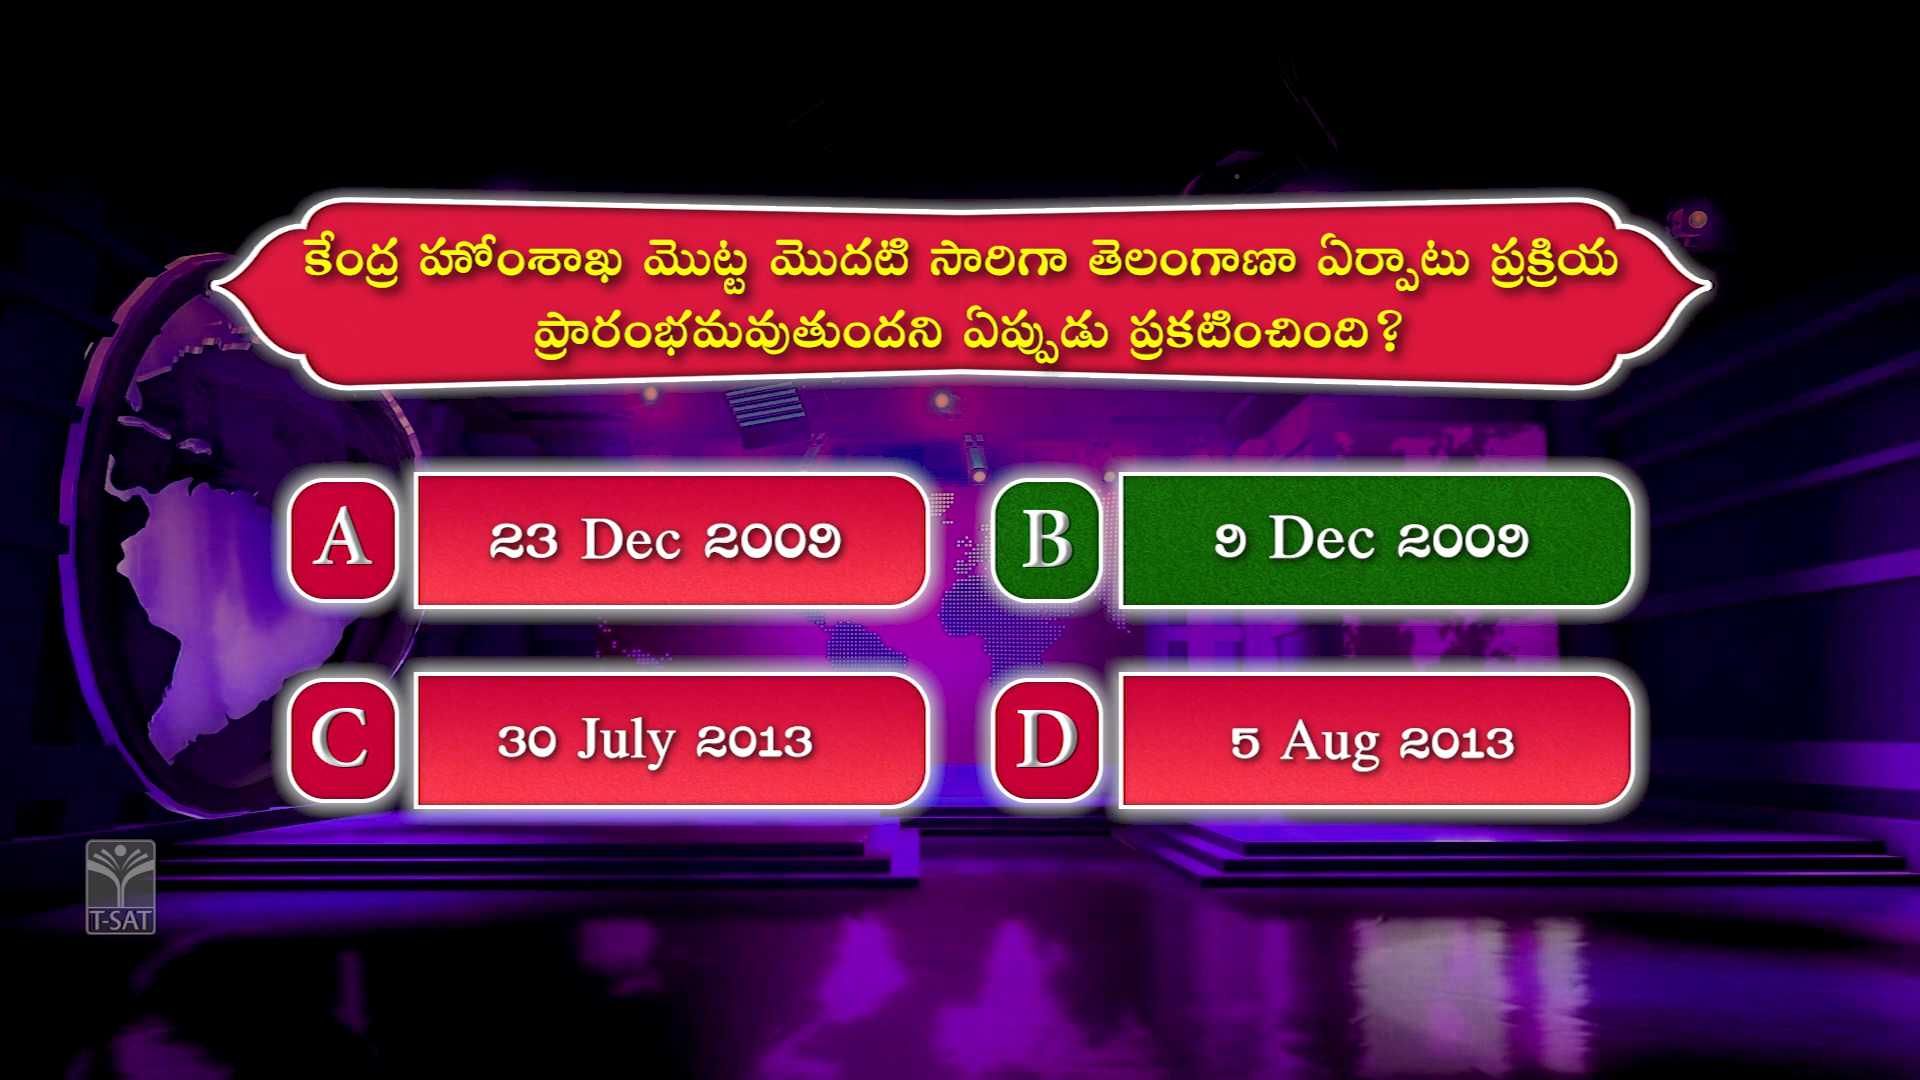 కేంద్ర హోంశాఖ మొట్ట మొదటి సారిగా తెలంగాణా ఏర్పాటు ప్రక్రియ
ప్రారంభమవుతుందని ఏప్పుడు ప్రకటించింది?
A 23 Dec 2009
B 9 Dec 2009
C 30 July 2013
D 5 Aug 2013
T-SAT